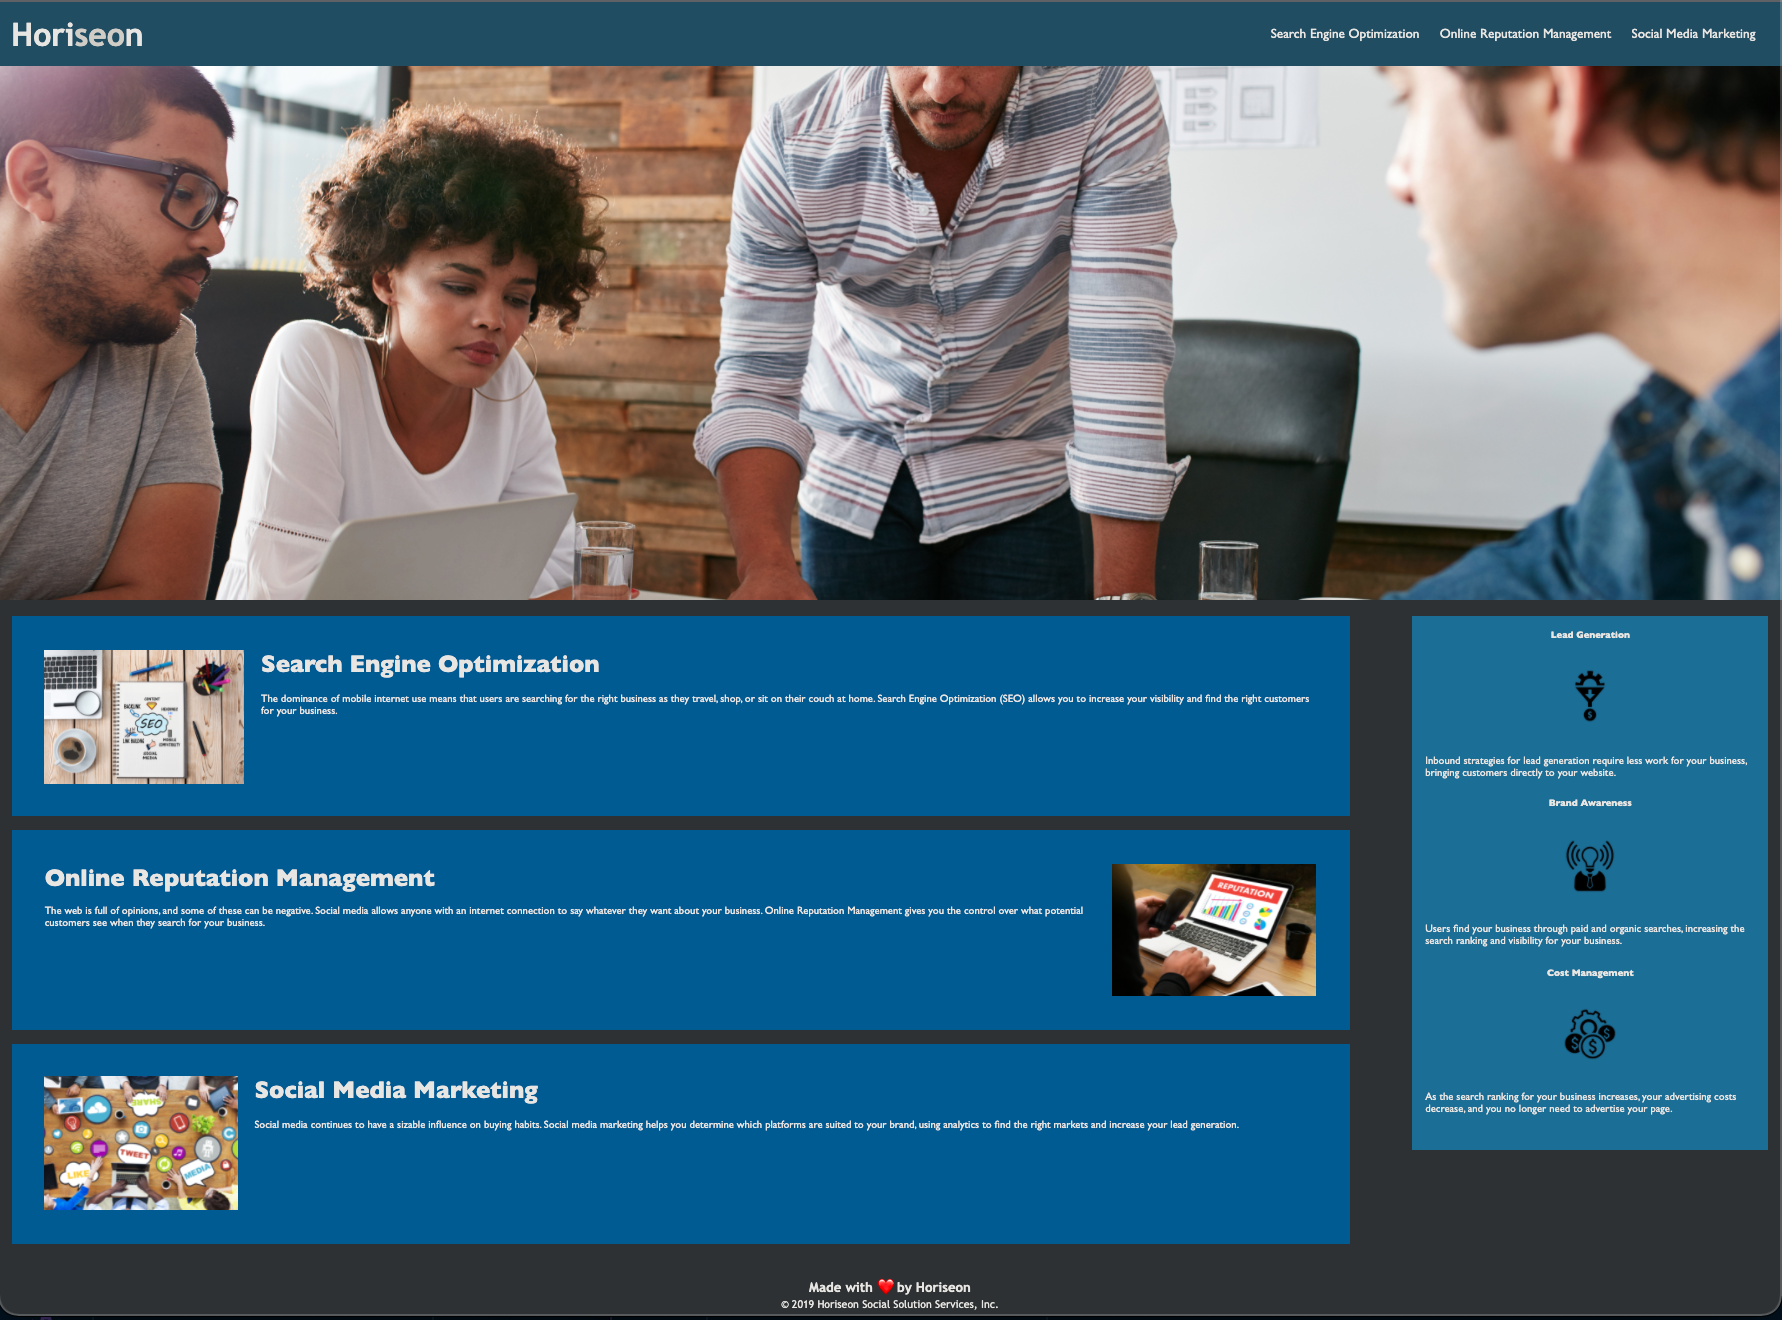 Horiseon
Search Engine Optimization
Online Reputation Management
Social Media Marketing
SEO
Search Engine Optimization
The dominance of mobile internet use means that users are searching for the right business as they travel, shop, or sit on their couch at home. Search Engine Optimization (SEO) allows you to increase your visibility and find the right customers
for your business.
Online Reputation Management
The web is full of opinions, and some of these can be negative. Social media allows anyone with an internet connection to say whatever they want about your business. Online Reputation Management gives you the control over what potential
customers see when they search for your business.
REPUTATION
SHARE
TWEET
LIKE
MEDIA
Social Media Marketing
Social media continues to have a sizable influence on buying habits. Social media marketing helps you determine which platforms are suited to your brand, using analytics to find the right markets and increase your lead generation.
Lead Generation
$
Inbound strategies for lead generation require less work for your business,
bringing customers directly to your website.
Brand Awareness
Users find your business through paid and organic searches, increasing the
search ranking and visibility for your business.
Cost Management
$ $ $
As the search ranking for your business increases, your advertising costs
decrease, and you no longer need to advertise your page.
Made with ❤️ by Horiseon
© 2019 Horiseon Social Solution Services, Inc.